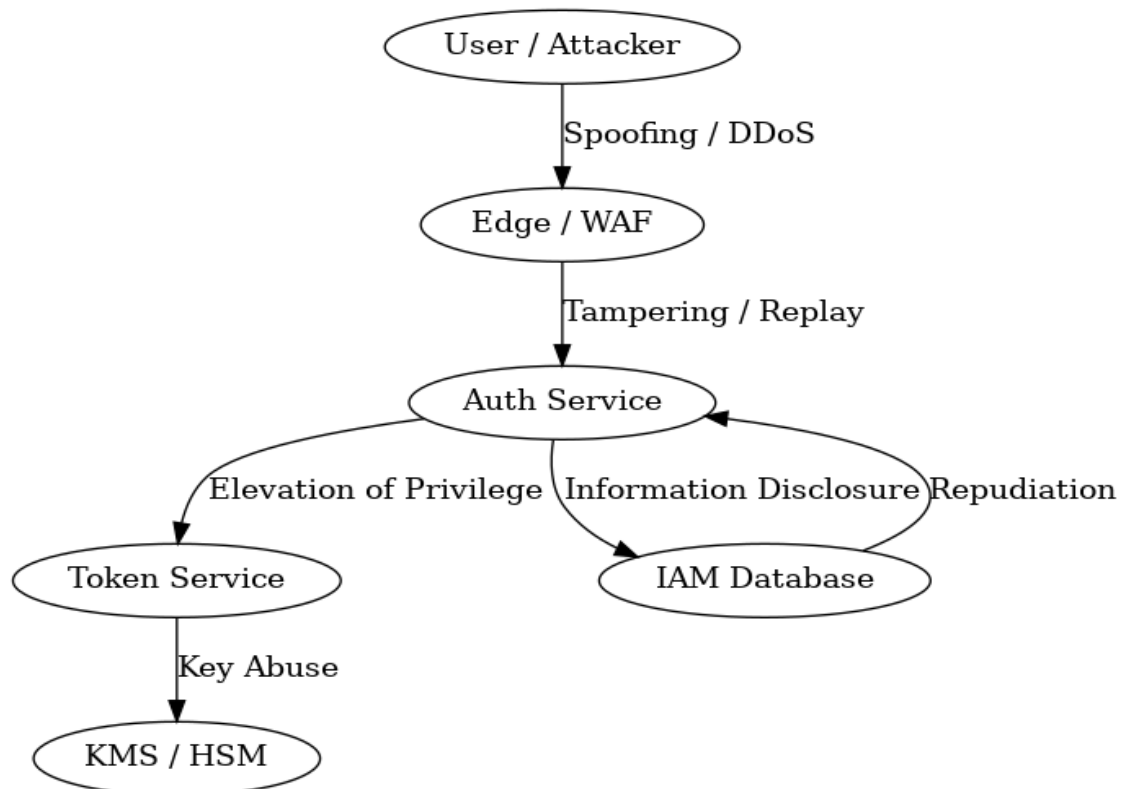 User / Attacker
Spoofing / DDoS
Edge / WAF
Tampering / Replay
Auth Service
Elevation of Privilege
Information Disclosure
Repudiation
Token Service
IAM Database
Key Abuse
KMS / HSM